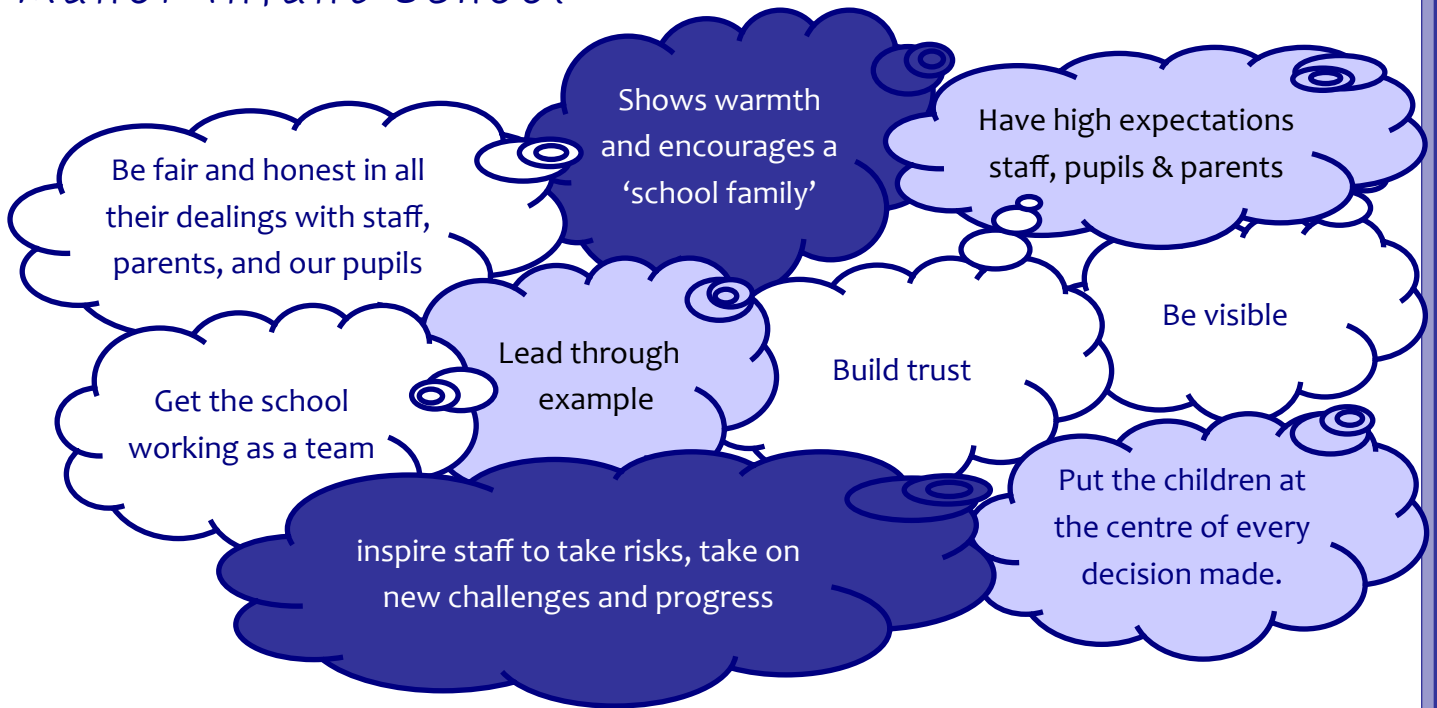 Manor Infant School
Shows warmth
and encourages a
‘school family’
Have high expectations
staff, pupils & parents
Be fair and honest in all
their dealings with staff,
parents, and our pupils
Be visible
Lead through
example
Build trust
Get the school
working as a team
Put the children at
the centre of every
decision made.
inspire staff to take risks, take on
new challenges and progress